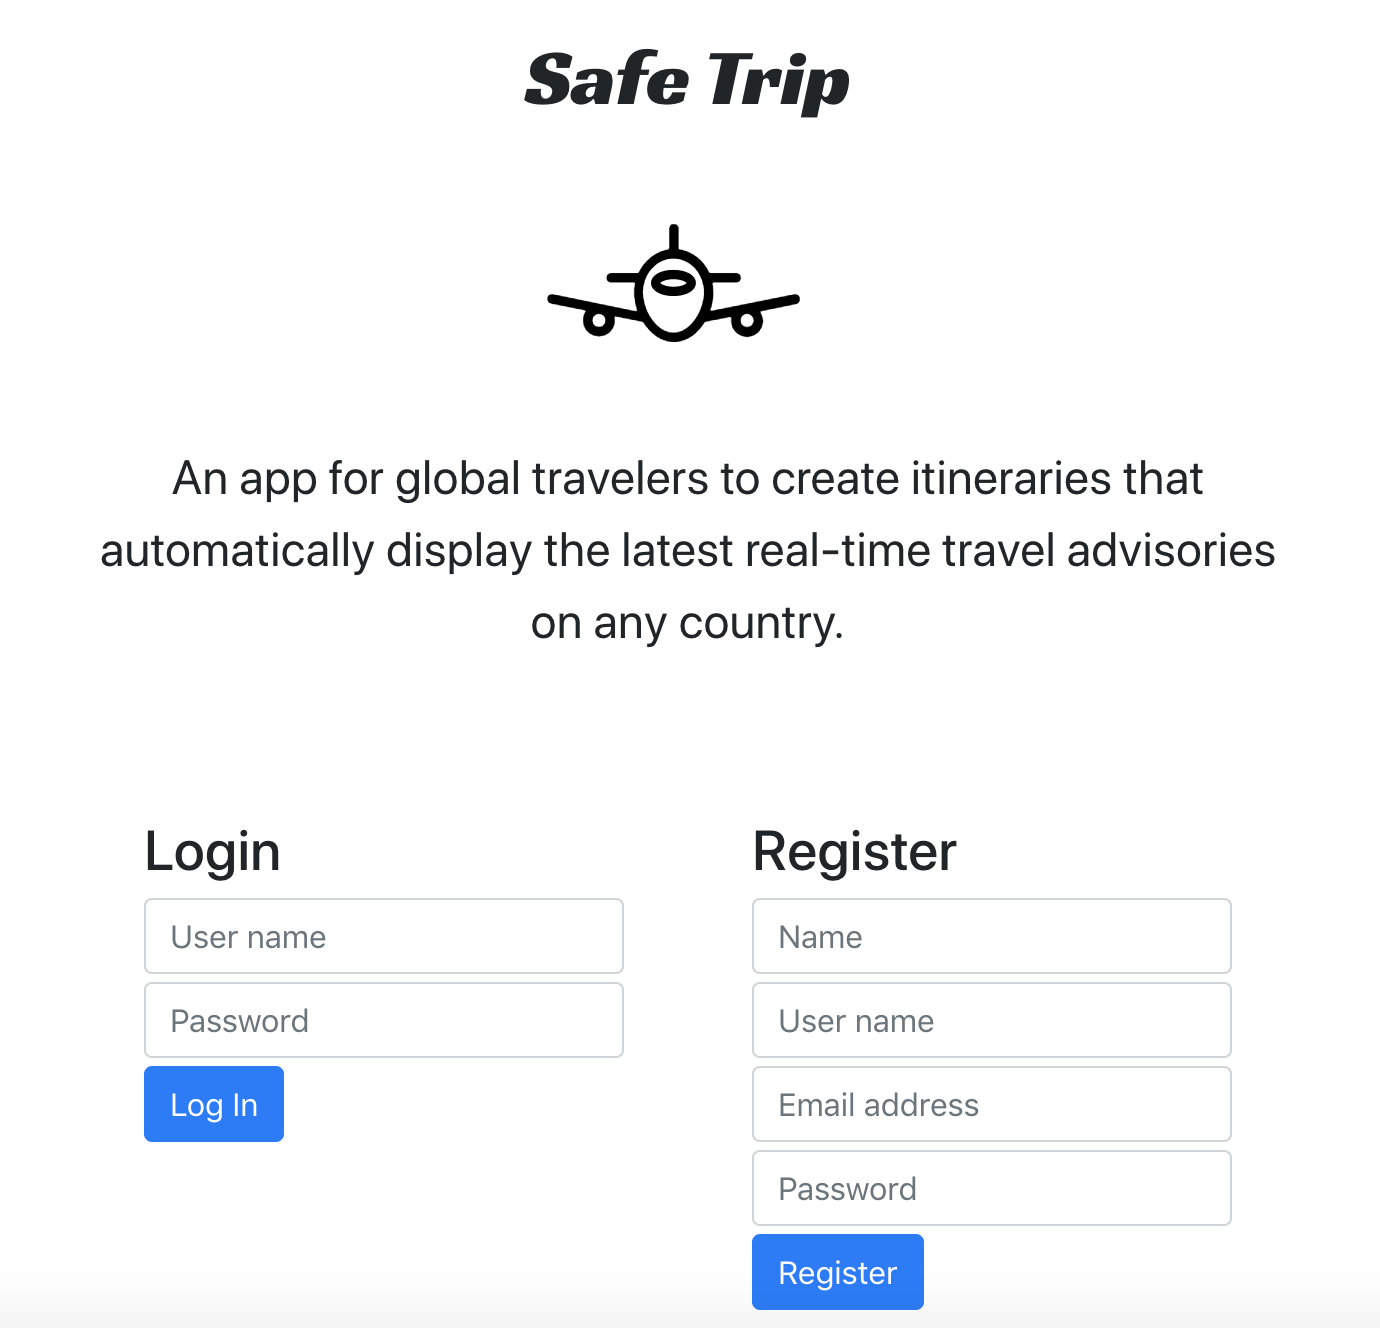 Safe Trip
An app for global travelers to create itineraries that
automatically display the latest real-time travel advisories
on any country.
Login
User name
Password
Log In
Register
Name
User name
Email address
Password
Register